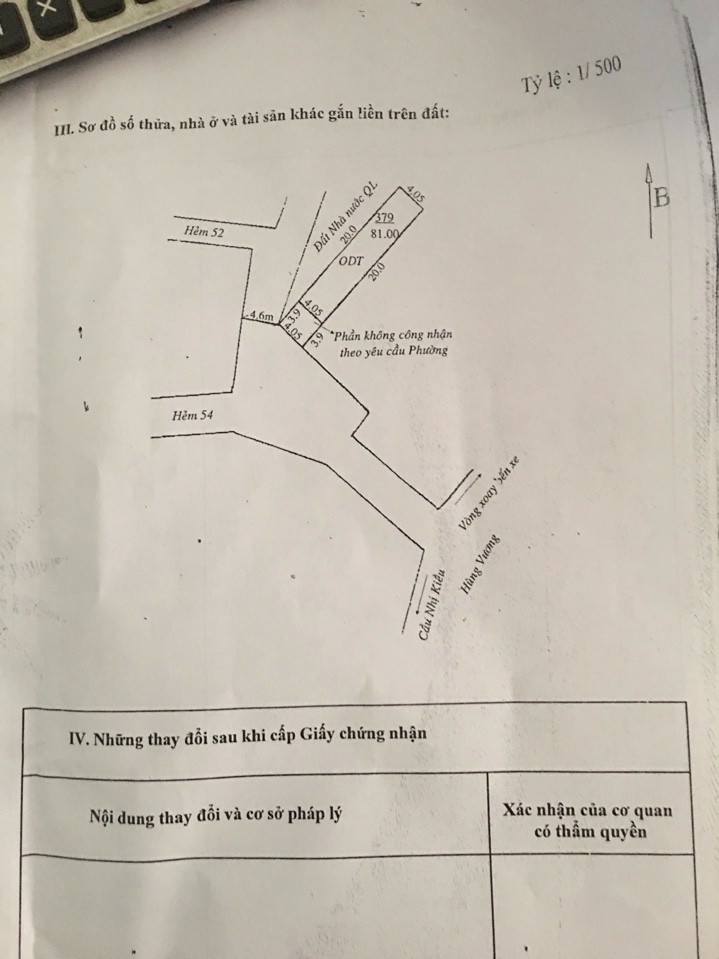 Tỷ lệ : 1/ 500
III. Sơ đồ số thửa, nhà ở và tài sản khác gắn liền trên đất:
B
Hẻm 52
Đất Nhà nước QL
4.05
20.0
379
81.00
ODT
20.0
4.6m
4.05
3.9
4.05
3.9
*Phần không công nhận
theo yêu cầu Phường
Hẻm 54
Vòng xoay bến xe
Hùng Vương
Cầu Nhị Kiều
IV. Những thay đổi sau khi cấp Giấy chứng nhận
Nội dung thay đổi và cơ sở pháp lý
Xác nhận của cơ quan
có thẩm quyền